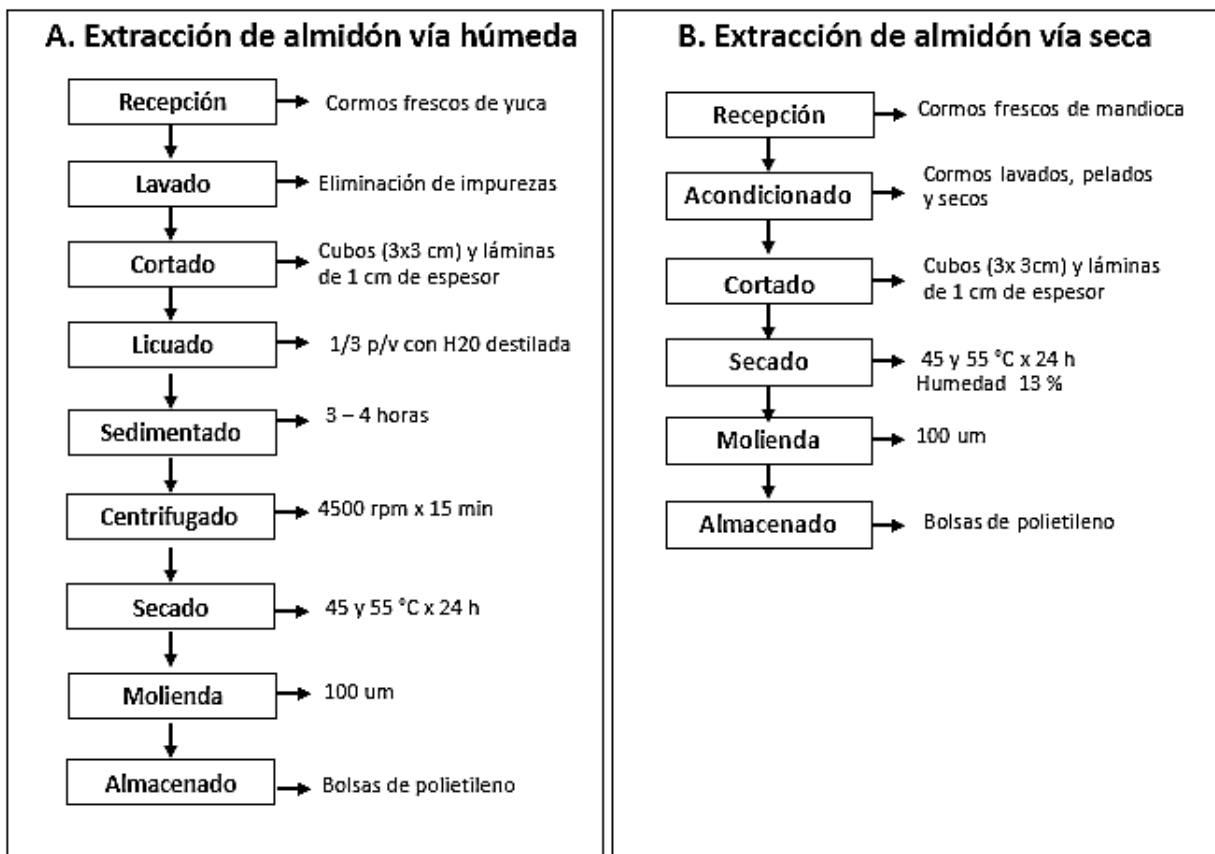 A. Extracción de almidón vía húmeda
Recepción
Cormos frescos de yuca
Lavado
Eliminación de impurezas
Cortado
Cubos (3x3 cm) y láminas
de 1 cm de espesor
Licuado
1/3 p/v con H20 destilada
Sedimentado
3 – 4 horas
Centrifugado
4500 rpm x 15 min
Secado
45 y 55 °C x 24 h
Molienda
100 um
Almacenado
Bolsas de polietileno
B. Extracción de almidón vía seca
Recepción
Cormos frescos de mandioca
Acondicionado
Cormos lavados, pelados
y secos
Cortado
Cubos (3x 3cm) y láminas
de 1 cm de espesor
Secado
45 y 55 °C x 24 h
Humedad 13 %
Molienda
100 um
Almacenado
Bolsas de polietileno